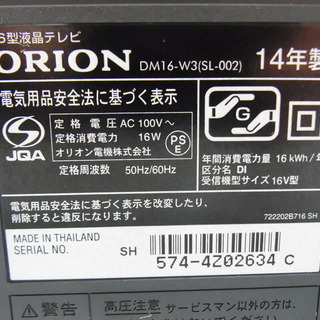 S型液晶テレビ
ORION DM16-W3(SL-002) 14年製
電気用品安全法に基づく表示
定格電圧 AC 100V~
定格消費電力 16W
オリオン電機株式会社
定格周波数 50Hz/60Hz
JQA
PS
E
G
年間消費電力量 16 kWh/年
区分名 DI
受信機型サイズ 16V型
電気用品安全法に基づく表示を改変したり、
削除すると違反になります。
722202B716 SH
MADE IN THAILAND
SERIAL NO. SH 574-4Z02634 C
警告
高圧注意 サービスマン以外の方